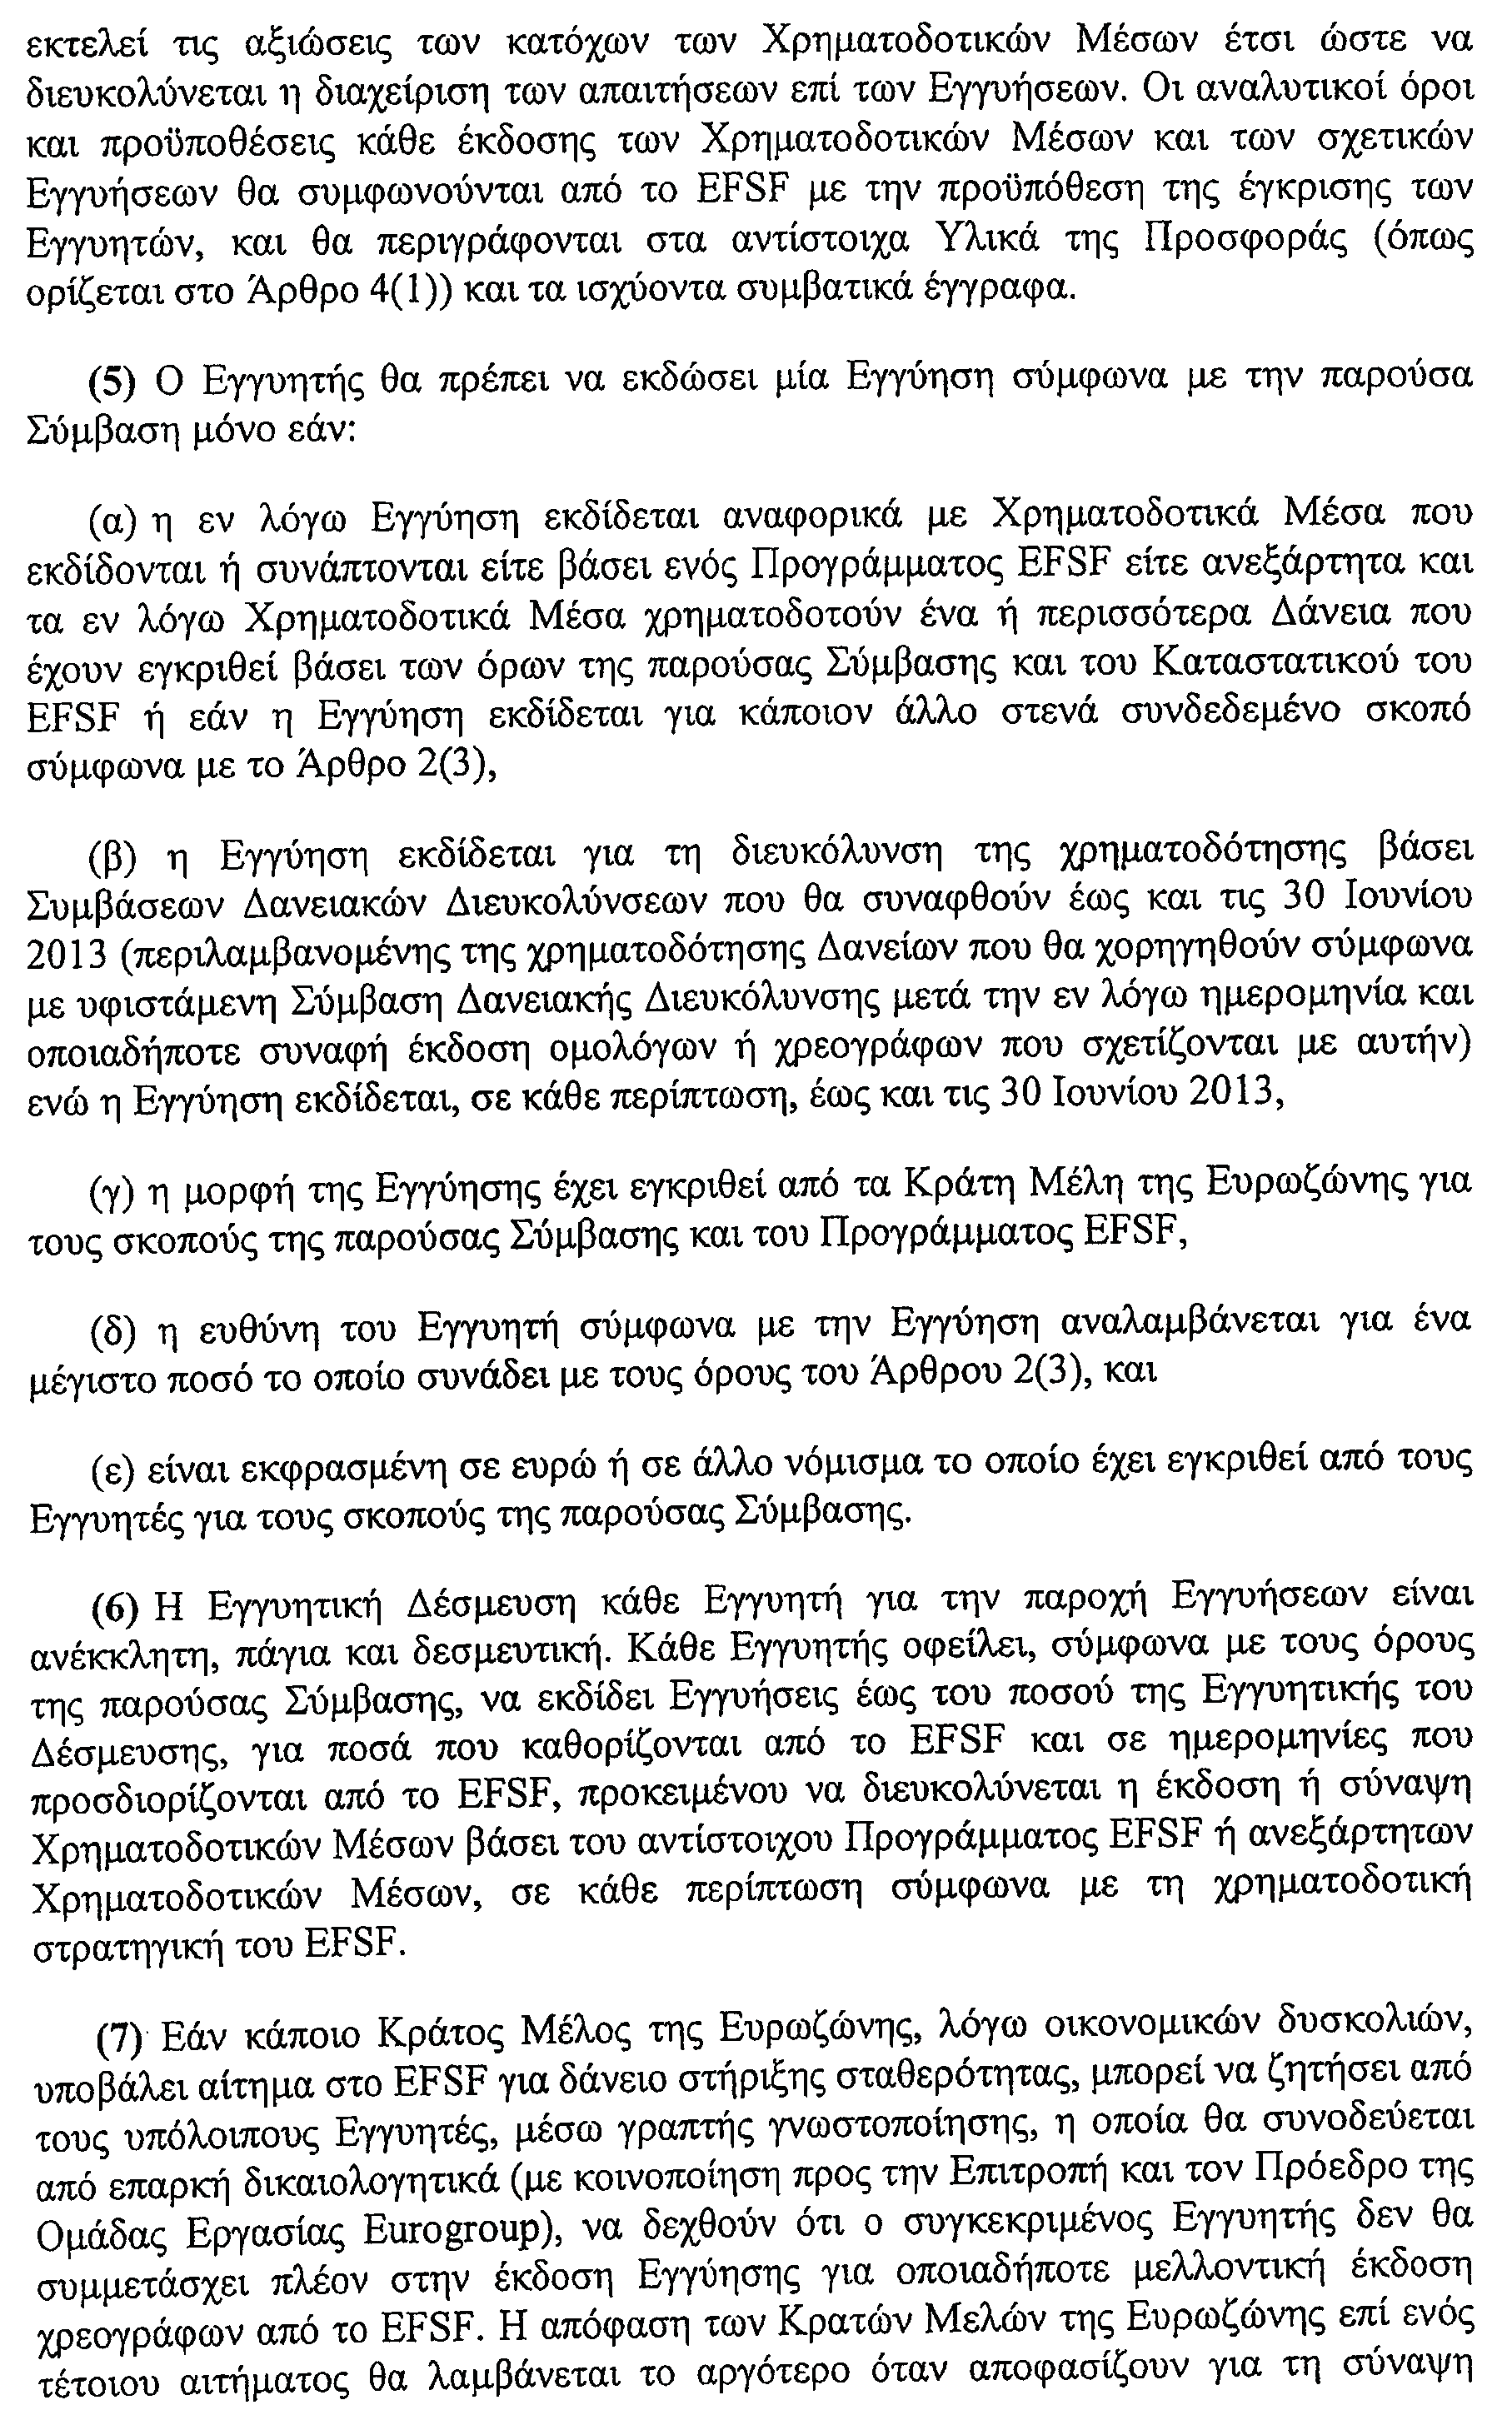 εκτελεί τις αξιώσεις των κατόχων των Χρηματοδοτικών Μέσων έτσι ώστε να
διευκολύνεται η διαχείριση των απαιτήσεων επί των Εγγυήσεων. Οι αναλυτικοί όροι
και προϋποθέσεις κάθε έκδοσης των Χρηματοδοτικών Μέσων και των σχετικών
Εγγυήσεων θα συμφωνούνται από το EFSF με την προϋπόθεση της έγκρισης των
Εγγυητών, και θα περιγράφονται στα αντίστοιχα Υλικά της Προσφοράς (όπως
ορίζεται στο Άρθρο 4(1)) και τα ισχύοντα συμβατικά έγγραφα.
(5) Ο Εγγυητής θα πρέπει να εκδώσει μία Εγγύηση σύμφωνα με την παρούσα
Σύμβαση μόνο εάν:
(α) η εν λόγω Εγγύηση εκδίδεται αναφορικά με Χρηματοδοτικά Μέσα που
εκδίδονται ή συνάπτονται είτε βάσει ενός Προγράμματος EFSF είτε ανεξάρτητα και
τα εν λόγω Χρηματοδοτικά Μέσα χρηματοδοτούν ένα ή περισσότερα Δάνεια που
έχουν εγκριθεί βάσει των όρων της παρούσας Σύμβασης και του Καταστατικού του
EFSF ή εάν η Εγγύηση εκδίδεται για κάποιον άλλο στενά συνδεδεμένο σκοπό
σύμφωνα με το Άρθρο 2(3),
(β) η Εγγύηση εκδίδεται για τη διευκόλυνση της χρηματοδότησης βάσει
Συμβάσεων Δανειακών Διευκολύνσεων που θα συναφθούν έως και τις 30 Ιουνίου
2013 (περιλαμβανομένης της χρηματοδότησης Δανείων που θα χορηγηθούν σύμφωνα
με υφιστάμενη Σύμβαση Δανειακής Διευκόλυνσης μετά την εν λόγω ημερομηνία και
οποιαδήποτε συναφή έκδοση ομολόγων ή χρεογράφων που σχετίζονται με αυτήν)
ενώ η Εγγύηση εκδίδεται, σε κάθε περίπτωση, έως και τις 30 Ιουνίου 2013,
(γ) η μορφή της Εγγύησης έχει εγκριθεί από τα Κράτη Μέλη της Ευρωζώνης για
τους σκοπούς της παρούσας Σύμβασης και του Προγράμματος EFSF,
(δ) η ευθύνη του Εγγυητή σύμφωνα με την Εγγύηση αναλαμβάνεται για ένα
μέγιστο ποσό το οποίο συνάδει με τους όρους του Άρθρου 2(3), και
(ε) είναι εκφρασμένη σε ευρώ ή σε άλλο νόμισμα το οποίο έχει εγκριθεί από τους
Εγγυητές για τους σκοπούς της παρούσας Σύμβασης.
(6) Η Εγγυητική Δέσμευση κάθε Εγγυητή για την παροχή Εγγυήσεων είναι
ανέκκλητη, πάγια και δεσμευτική. Κάθε Εγγυητής οφείλει, σύμφωνα με τους όρους
της παρούσας Σύμβασης, να εκδίδει Εγγυήσεις έως του ποσού της Εγγυητικής του
Δέσμευσης, για ποσά που καθορίζονται από το EFSF και σε ημερομηνίες που
προσδιορίζονται από το EFSF, προκειμένου να διευκολύνεται η έκδοση ή σύναψη
Χρηματοδοτικών Μέσων βάσει του αντίστοιχου Προγράμματος EFSF ή ανεξάρτητων
Χρηματοδοτικών Μέσων, σε κάθε περίπτωση σύμφωνα με τη χρηματοδοτική
στρατηγική του EFSF.
(7) Εάν κάποιο Κράτος Μέλος της Ευρωζώνης, λόγω οικονομικών δυσκολιών,
υποβάλει αίτημα στο EFSF για δάνειο στήριξης σταθερότητας, μπορεί να ζητήσει από
τους υπόλοιπους Εγγυητές, μέσω γραπτής γνωστοποίησης, η οποία θα συνοδεύεται
από επαρκή δικαιολογητικά (με κοινοποίηση προς την Επιτροπή και τον Πρόεδρο της
Ομάδας Εργασίας Eurogroup), να δεχθούν ότι ο συγκεκριμένος Εγγυητής δεν θα
συμμετάσχει πλέον στην έκδοση Εγγύησης για οποιαδήποτε μελλοντική έκδοση
χρεογράφων από το EFSF. Η απόφαση των Κρατών Μελών της Ευρωζώνης επί ενός
τέτοιου αιτήματος θα λαμβάνεται το αργότερο όταν αποφασίζουν για τη σύναψη